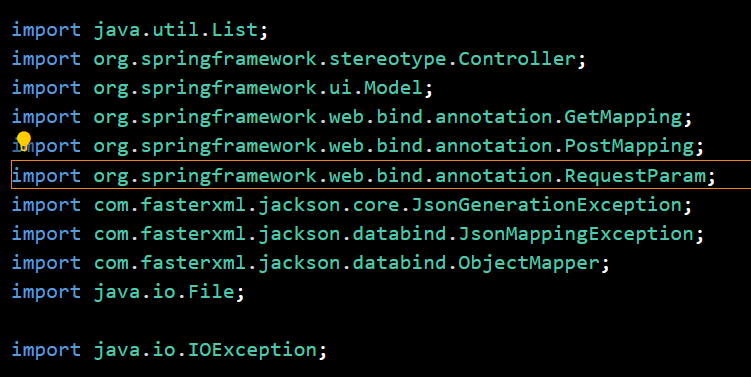 import java.util.List;
import org.springframework.stereotype.Controller;
import org.springframework.ui.Model;
import org.springframework.web.bind.annotation.GetMapping;
import org.springframework.web.bind.annotation.PostMapping;
import org.springframework.web.bind.annotation.RequestParam;
import com.fasterxml.jackson.core.JsonGenerationException;
import com.fasterxml.jackson.databind.JsonMappingException;
import com.fasterxml.jackson.databind.ObjectMapper;
import java.io.File;
import java.io.IOException;